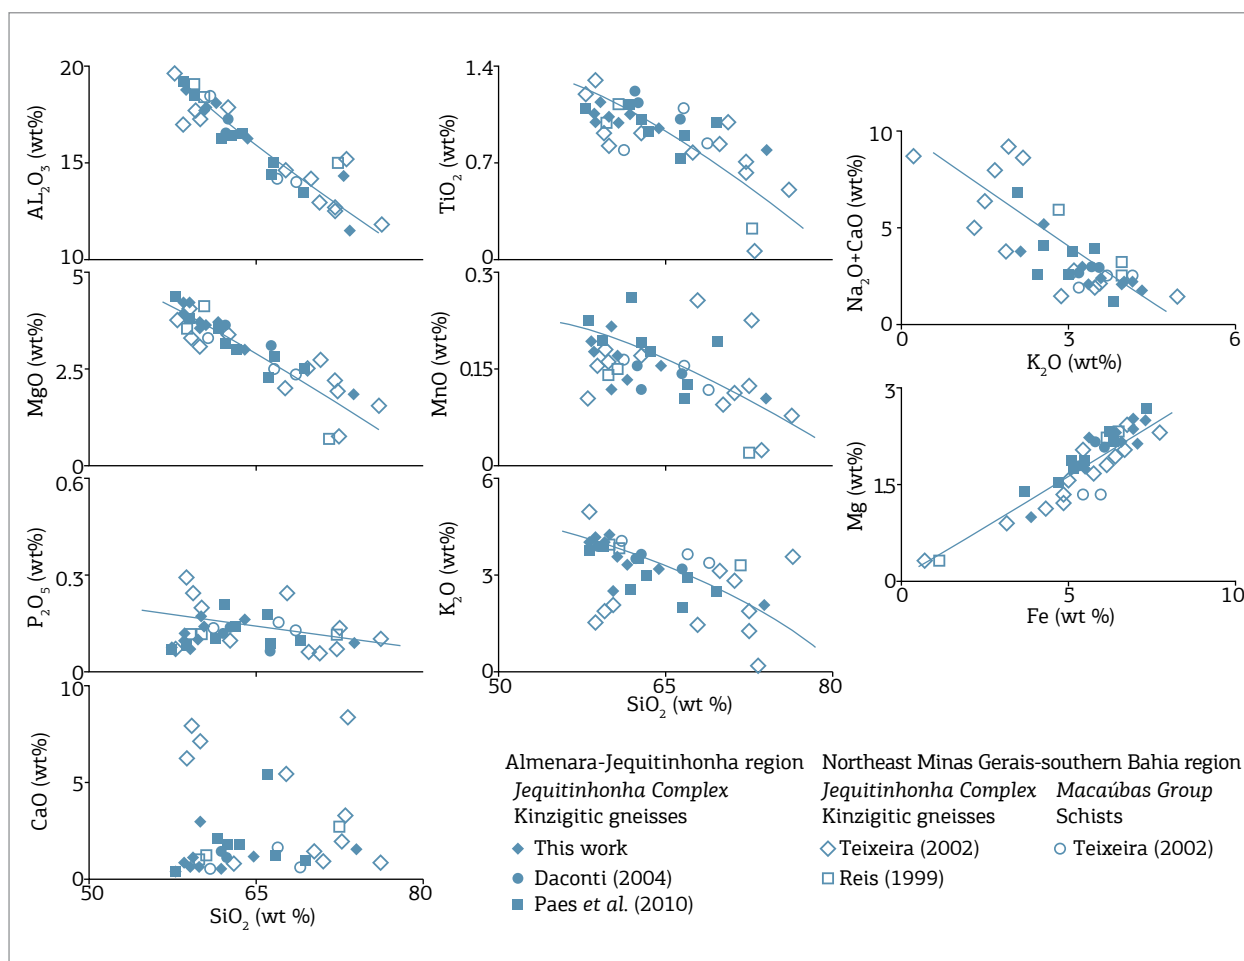 20
15
10
AL2O3 (wt%)
5
2.5
0
MgO (wt%)
0.6
0.3
0
P2O5 (wt%)
10
5
0
CaO (wt%)
50
65
80
SiO2 (wt %)
1.4
0.7
0
TiO2 (wt%)
0.3
0.15
0
MnO (wt%)
6
3
0
K2O (wt%)
50
65
80
SiO2 (wt %)
10
5
0
Na2O+CaO (wt%)
0
3
6
K2O (wt%)
3
1.5
0
Mg (wt%)
0
5
10
Fe (wt %)
Almenara-Jequitinhonha region
Jequitinhonha Complex
Kinzigitic gneisses
This work
Daconti (2004)
Paes et al. (2010)
Northeast Minas Gerais-southern Bahia region
Jequitinhonha Complex
Kinzigitic gneisses
Teixeira (2002)
Reis (1999)
Macaúbas Group
Schists
Teixeira (2002)